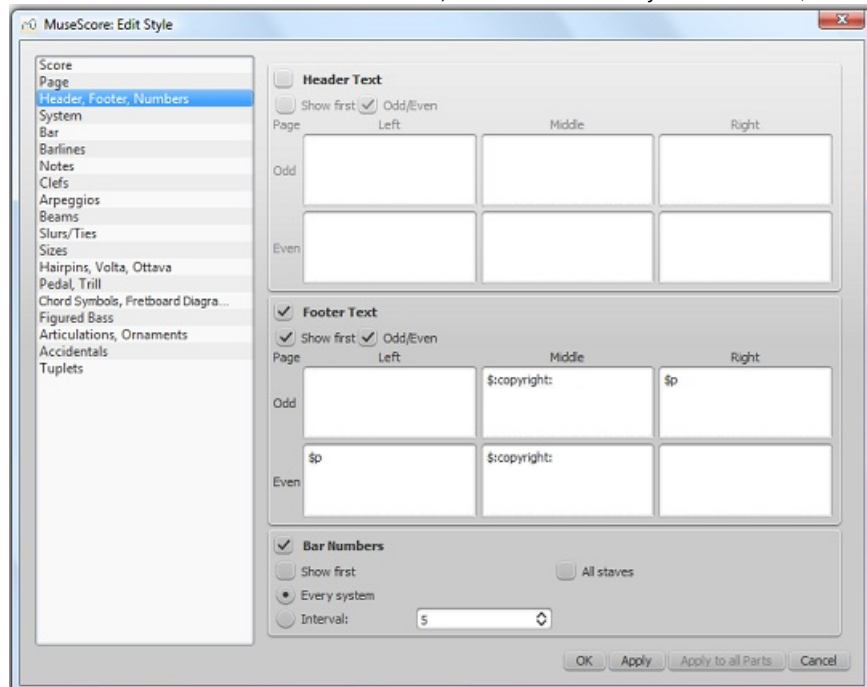 MuseScore: Edit Style
Score
Page
Header, Footer, Numbers
System
Bar
Barlines
Notes
Clefs
Arpeggios
Beams
Slurs/Ties
Sizes
Hairpins, Volta, Ottava
Pedal, Trill
Chord Symbols, Fretboard Diagra...
Figured Bass
Articulations, Ornaments
Accidentals
Tuplets
Header Text
Show first Odd/Even
Page Left Middle Right
Odd
Even
Footer Text
Show first Odd/Even
Page Left Middle Right
Odd $:copyright: $p
Even $p $:copyright:
Bar Numbers
Show first All staves
Every system
Interval: 5
OK Apply Apply to all Parts Cancel